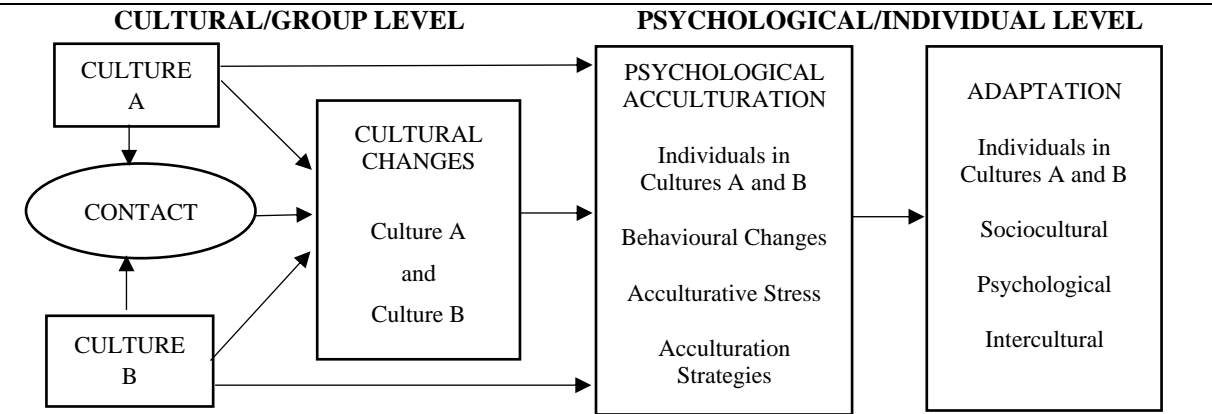 CULTURAL/GROUP LEVEL
PSYCHOLOGICAL/INDIVIDUAL LEVEL
CULTURE
A
CONTACT
CULTURE
B
CULTURAL
CHANGES
Culture A
and
Culture B
PSYCHOLOGICAL
ACCULTURATION
Individuals in
Cultures A and B
Behavioural Changes
Acculturative Stress
Acculturation
Strategies
ADAPTATION
Individuals in
Cultures A and B
Sociocultural
Psychological
Intercultural